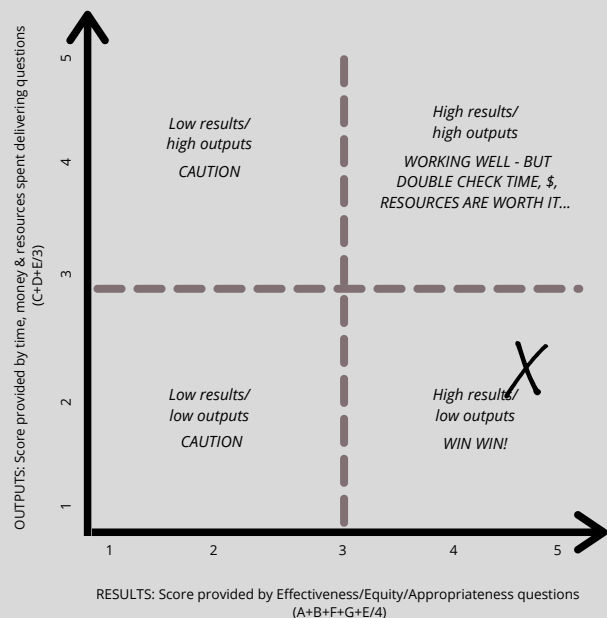 OUTPUTS: Score provided by time, money & resources spent delivering questions
(C+D+E/3)
5
4
3
2
1
Low results/
high outputs
CAUTION
High results/
high outputs
WORKING WELL - BUT
DOUBLE CHECK TIME, $,
RESOURCES ARE WORTH IT...
Low results/
low outputs
CAUTION
High results/
low outputs
WIN WIN!
X
1 2 3 4 5
RESULTS: Score provided by Effectiveness/Equity/Appropriateness questions
(A+B+F+G+E/4)